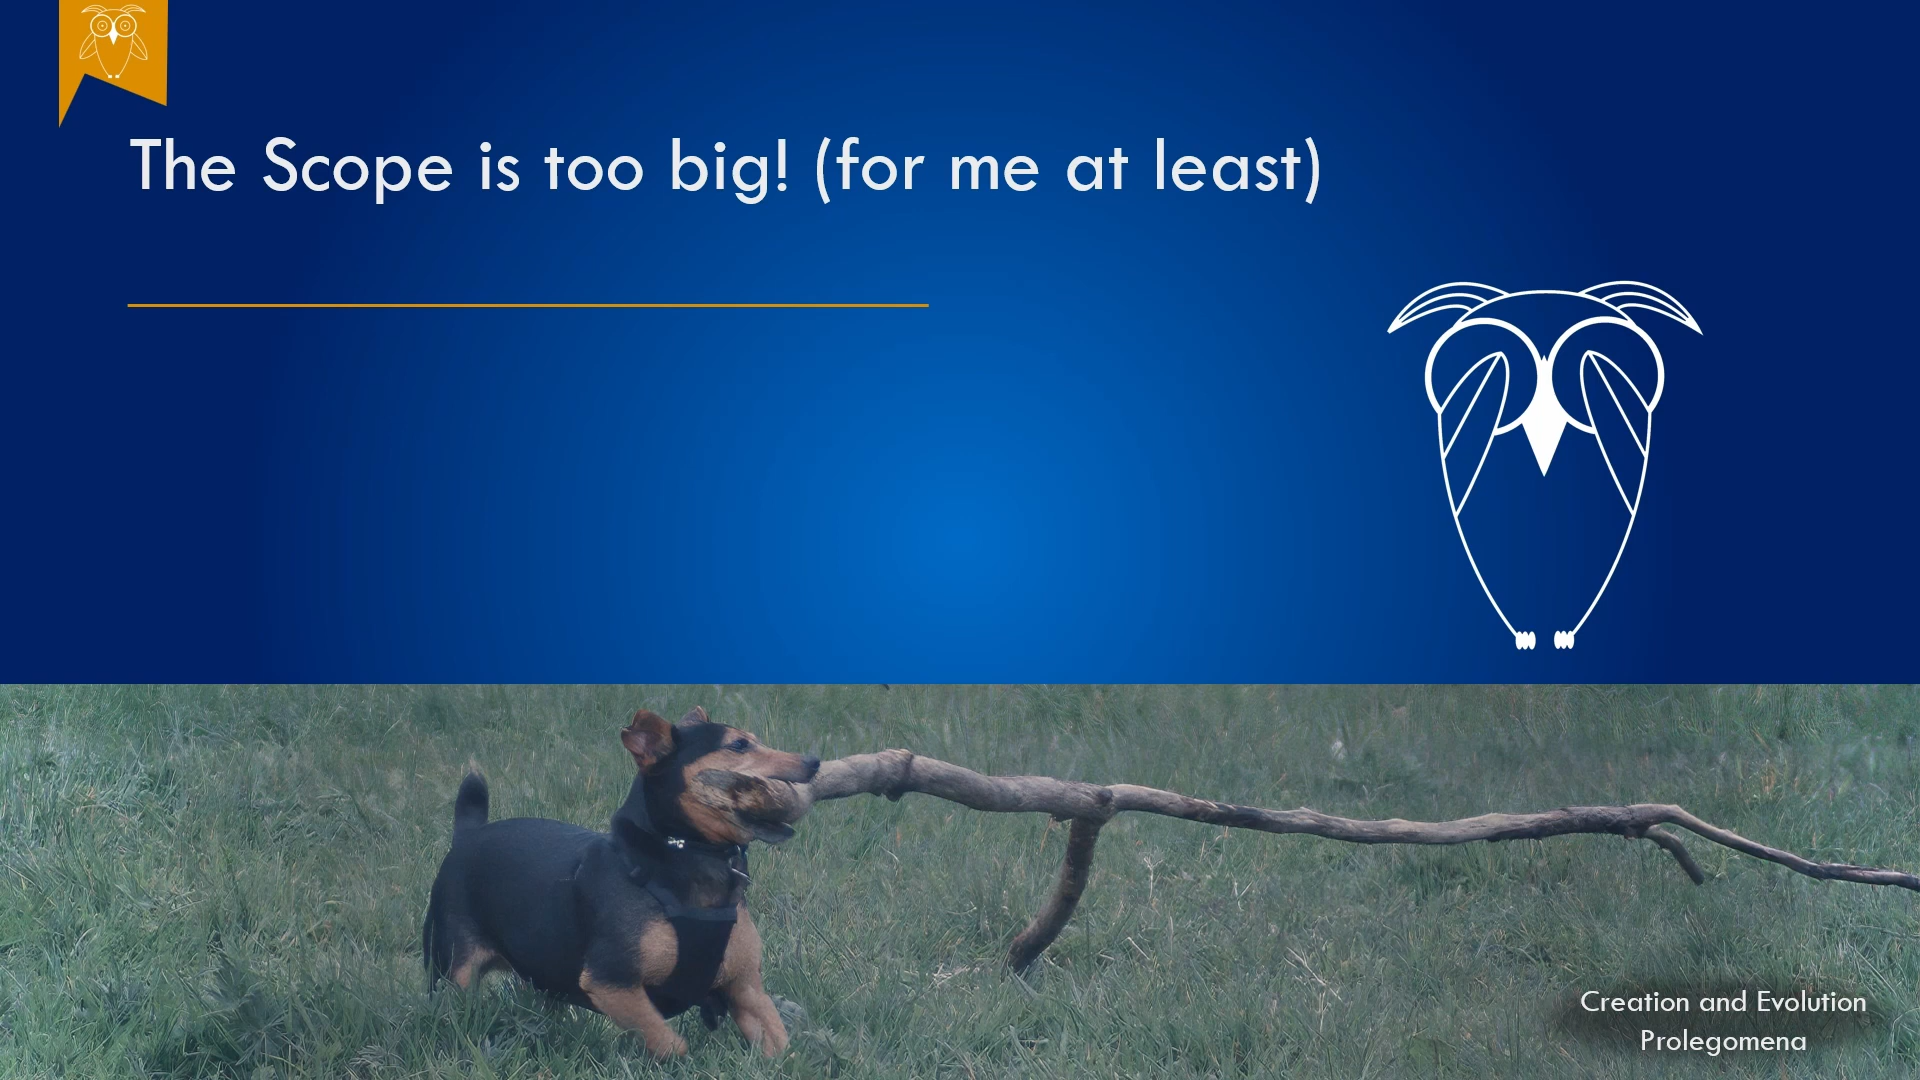 The Scope is too big! (for me at least)
Creation and Evolution
Prolegomena